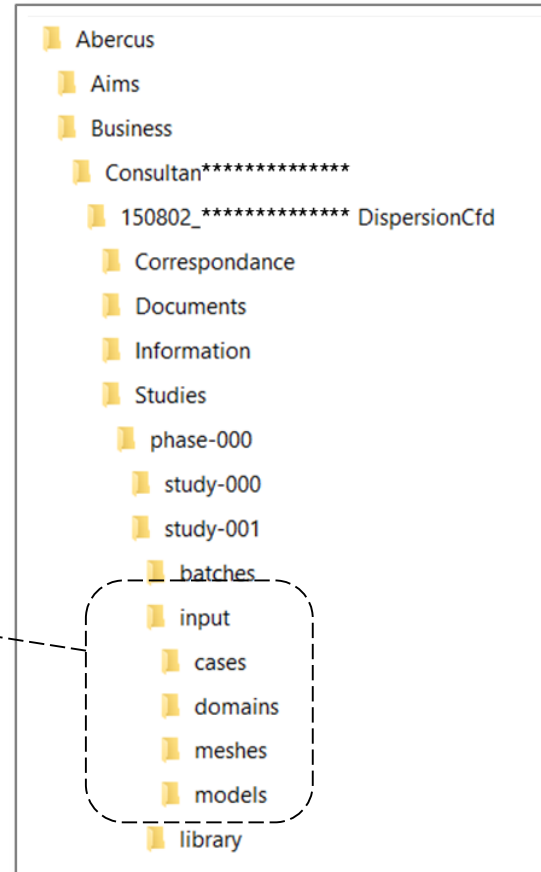 Abercus
Aims
Business
Consultan**************
150802_************** DispersionCfd
Correspondance
Documents
Information
Studies
phase-000
study-000
study-001
batches
input
cases
domains
meshes
models
library